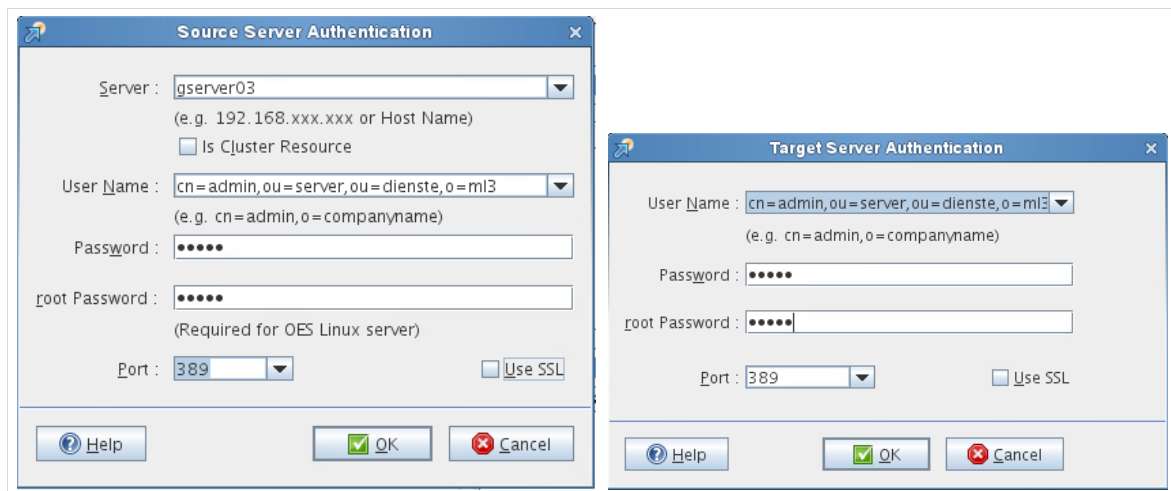 Source Server Authentication
Server :
gserver03
(e.g. 192.168.xxx.xxx or Host Name)
Is Cluster Resource
User Name :
cn=admin,ou=server,ou=dienste,o=ml3
(e.g. cn=admin,o=companyname)
Password :
•••••
root Password :
•••••
(Required for OES Linux server)
Port :
389
Use SSL
Help
OK
Cancel
Target Server Authentication
User Name :
cn=admin,ou=server,ou=dienste,o=ml3
(e.g. cn=admin,o=companyname)
Password :
•••••
root Password :
•••••
Port :
389
Use SSL
Help
OK
Cancel